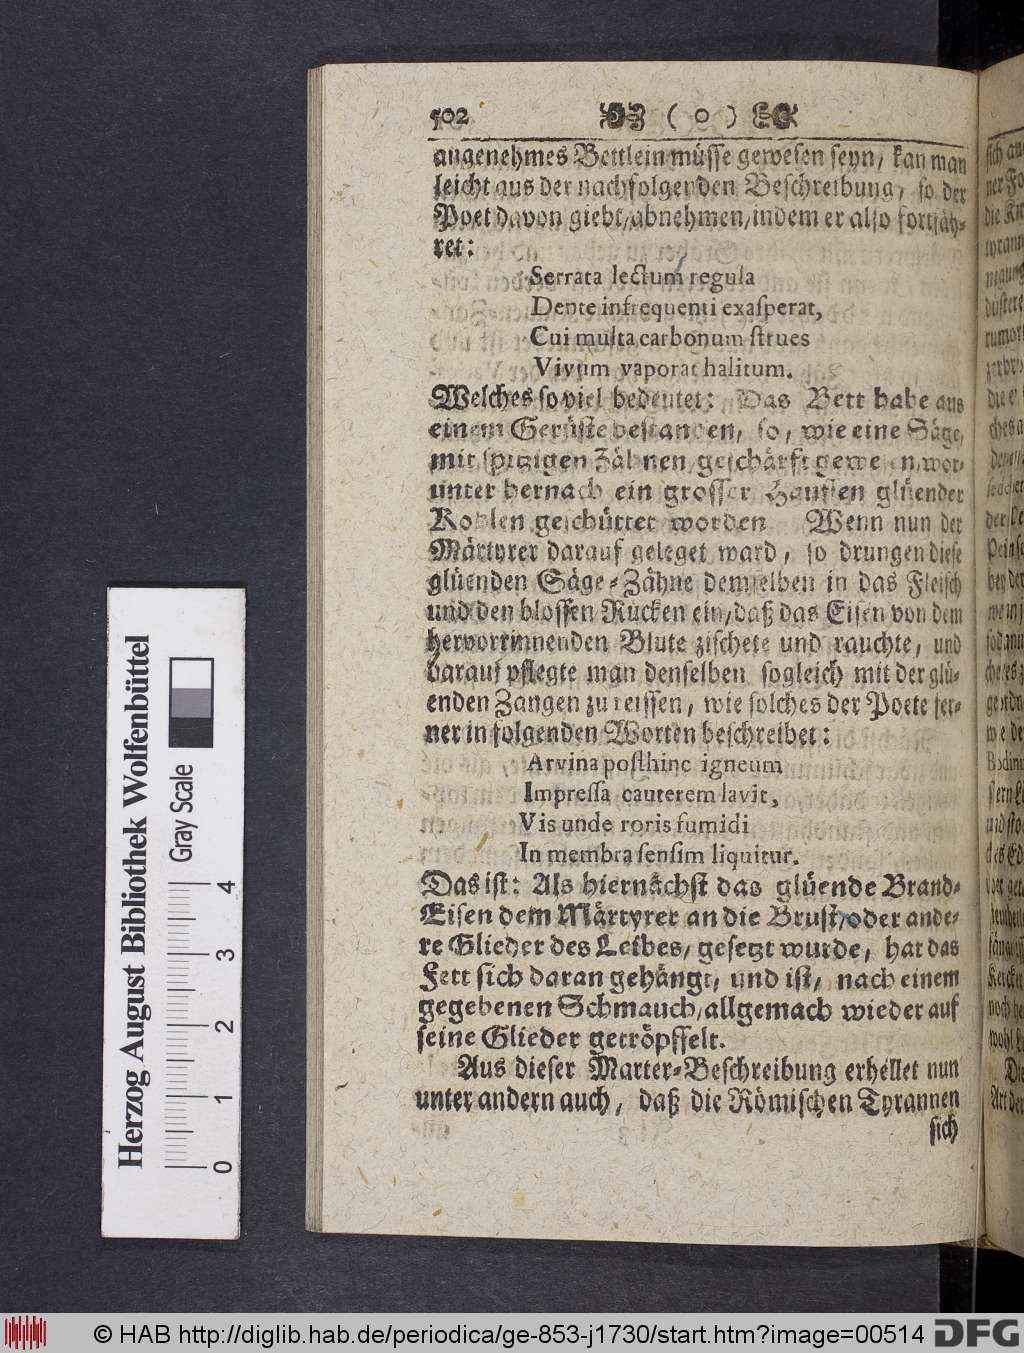 502 ( o )
angenehmes Bettlein müsse gewesen seyn, kan man
leicht aus der nachfolgenden Beschreibung, so der
Poet davon giebt, abnehmen, indem er also fortfäh-
ret:
Serrata lectum regula
Dente infrequenti exasperat,
Cui multa carbonum strues
Vivum vaporat halitum.
Welches so viel bedeutet: Das Bett habe aus
einem Gerüste bestanden, so, wie eine Säge,
mit spitzigen Zähnen, geschärft gewesen, wor-
unter hernach ein grosser Hauffen glüender
Kohlen geschüttet worden. Wenn nun der
Märtyrer darauf geleget ward, so drungen diese
glüenden Säge-Zähne demselben in das Fleisch
und den blossen Rücken ein, daß das Eisen von dem
hervorrinnenden Blute zischete und rauchte, und
darauf pflegte man denselben sogleich mit der glü-
enden Zangen zu reissen, wie solches der Poete fer-
ner in folgenden Worten beschreibet:
Arvina posthinc igneum
Impressa cauterem lavit,
Vis unde roris fumidi
In membra sensim liquitur.
Das ist: Als hiernächst das glüende Brand-
Eisen dem Märtyrer an die Brust, oder ande-
re Glieder des Leibes, gesetzt wurde, hat das
Fett sich daran gehängt, und ist, nach einem
gegebenen Schmauch, allgemach wieder auf
seine Glieder getröpffelt.
Aus dieser Marter-Beschreibung erhellet nun
unter andern auch, daß die Römischen Tyrannen
sich
Herzog August Bibliothek Wolfenbüttel
Gray Scale
0 1 2 3 4
© HAB http://diglib.hab.de/periodica/ge-853-j1730/start.htm?image=00514 DFG